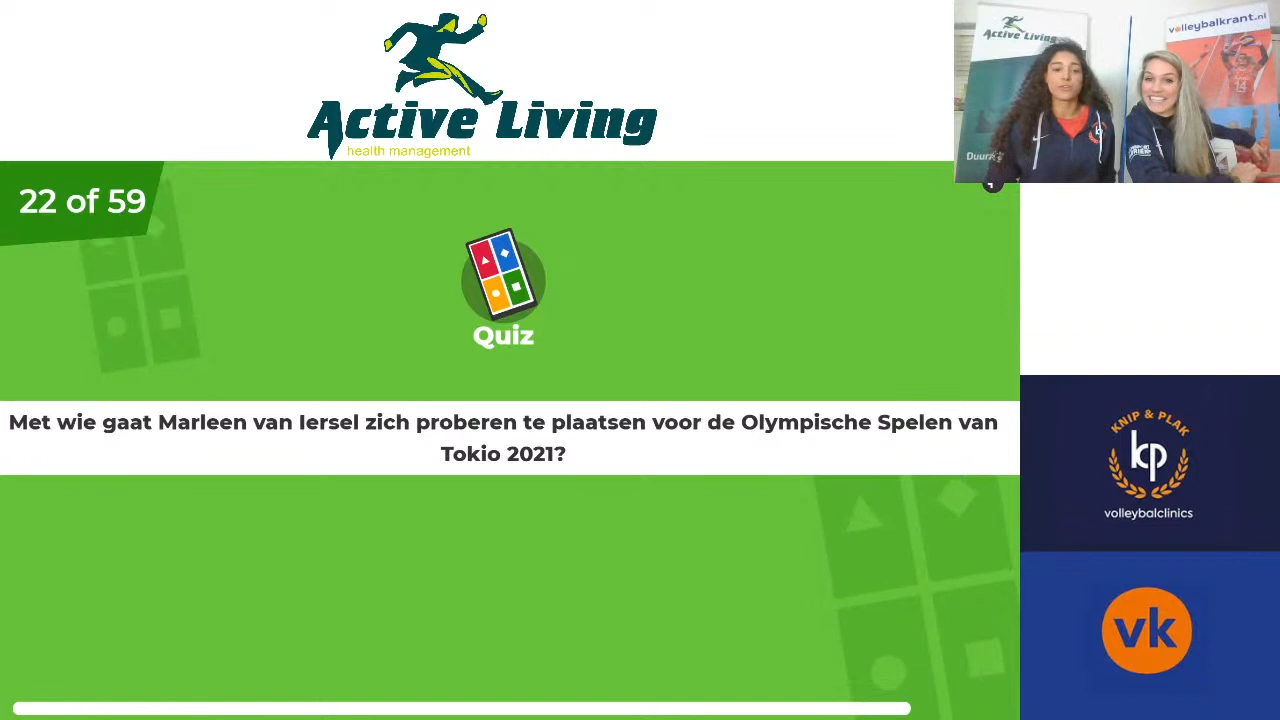 Active Living
health management
Active Living
volleybalkrant.nl
14
22 of 59
Quiz
Met wie gaat Marleen van Iersel zich proberen te plaatsen voor de Olympische Spelen van
Tokio 2021?
KNIP & PLAK
kp
volleybalclinics
vk